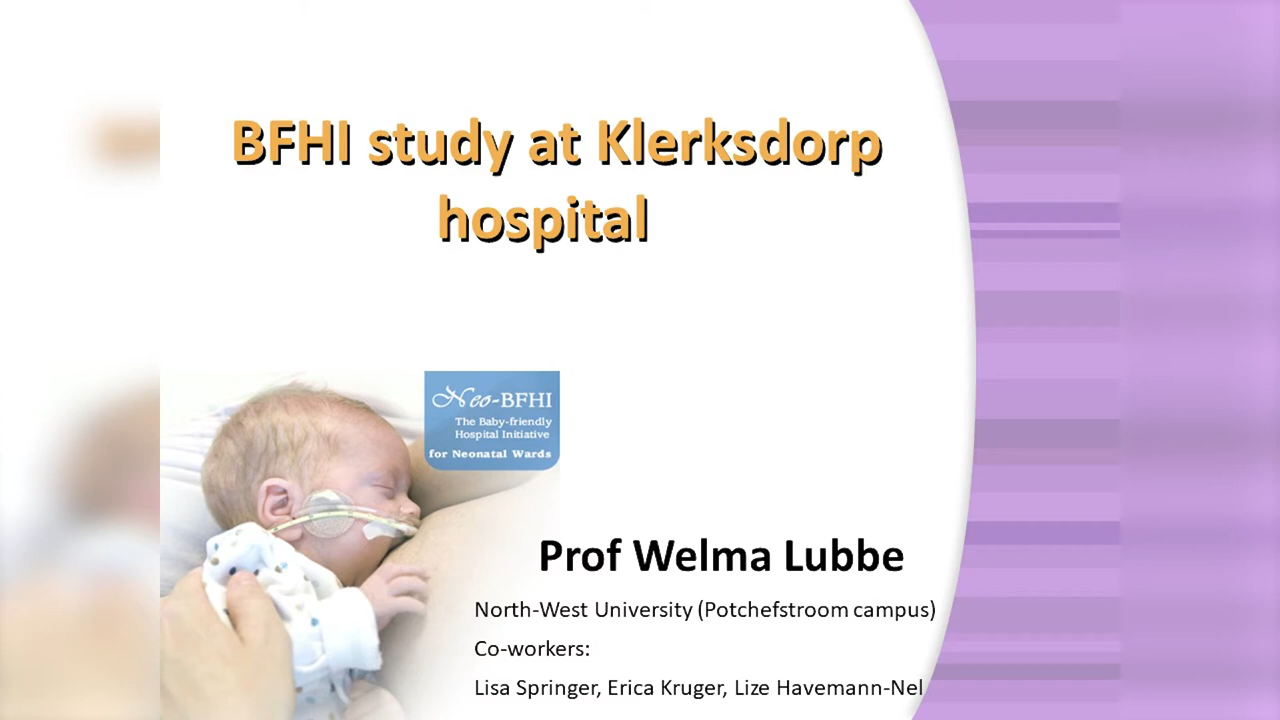 BFHI study at Klerksdorp
hospital
Neo-BFHI
The Baby-friendly
Hospital Initiative
for Neonatal Wards
Prof Welma Lubbe
North-West University (Potchefstroom campus)
Co-workers:
Lisa Springer, Erica Kruger, Lize Havemann-Nel